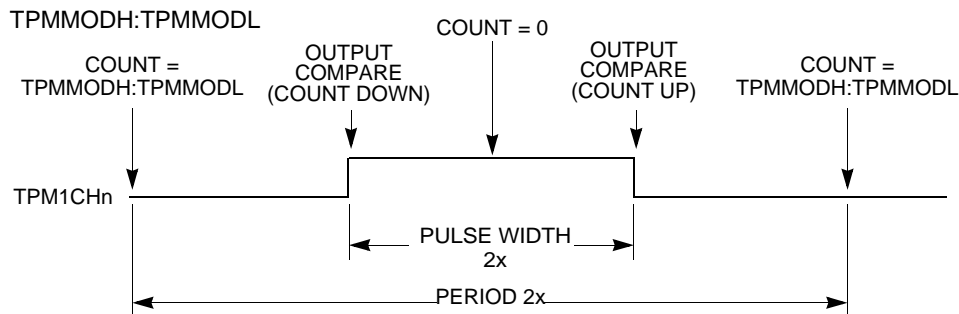 TPMMODH:TPMMODL
COUNT = 0
COUNT =
TPMMODH:TPMMODL
OUTPUT
COMPARE
(COUNT DOWN)
OUTPUT
COMPARE
(COUNT UP)
COUNT =
TPMMODH:TPMMODL
TPM1CHn
PULSE WIDTH
2x
PERIOD 2x